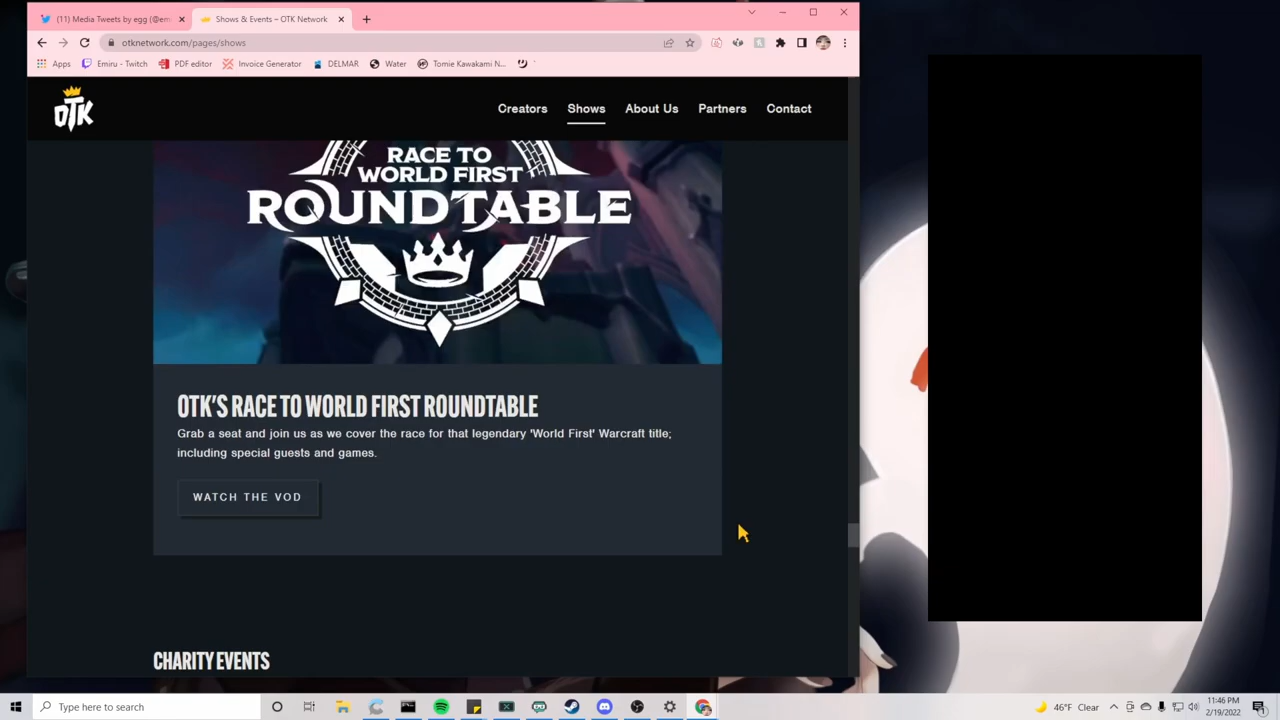 (11) Media Tweets by egg (@em
Shows & Events – OTK Network
otknetwork.com/pages/shows
Apps
Emiru - Twitch
PDF editor
Invoice Generator
DELMAR
Water
Tomie Kawakami N...
OTK
Creators
Shows
About Us
Partners
Contact
RACE TO
WORLD FIRST
ROUNDTABLE
OTK'S RACE TO WORLD FIRST ROUNDTABLE
Grab a seat and join us as we cover the race for that legendary 'World First' Warcraft title;
including special guests and games.
WATCH THE VOD
CHARITY EVENTS
Type here to search
46°F Clear
11:46 PM
2/19/2022